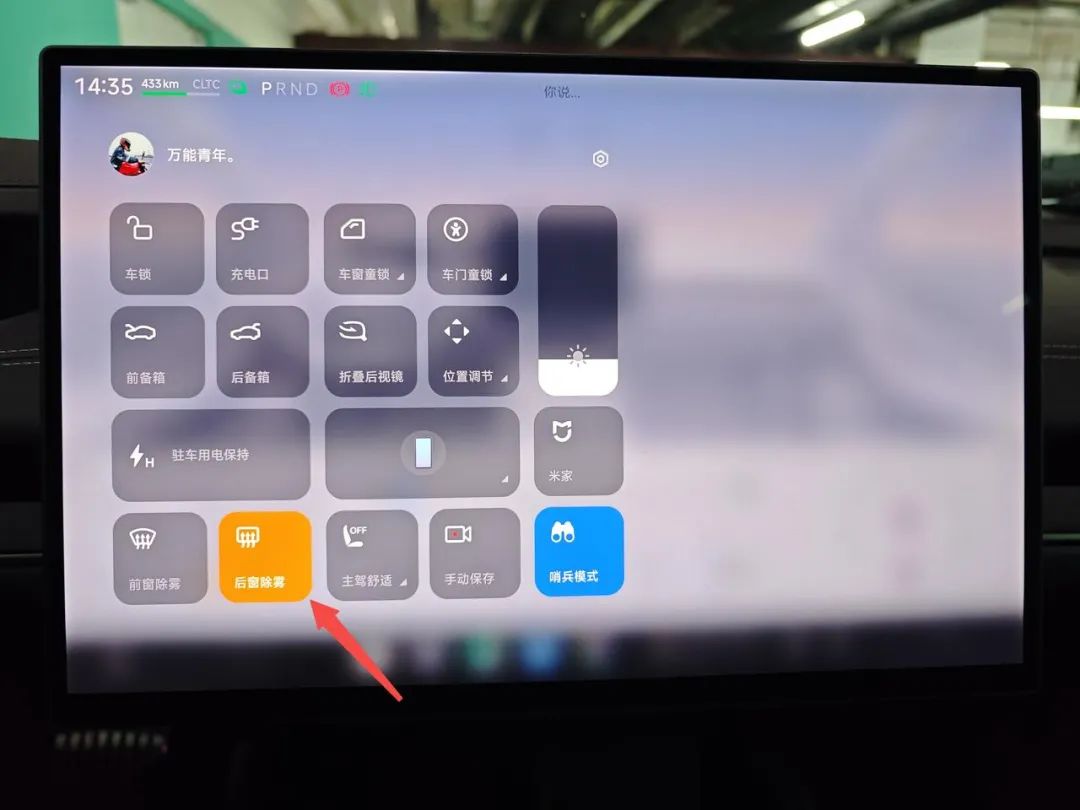 14:35 433km CLTC PRND
你说...
万能青年。
车锁 充电口 车窗童锁 车门童锁
前备箱 后备箱 折叠后视镜 位置调节
H 驻车用电保持 米家
OFF
前窗除雾 后窗除雾 主驾舒适 手动保存 哨兵模式